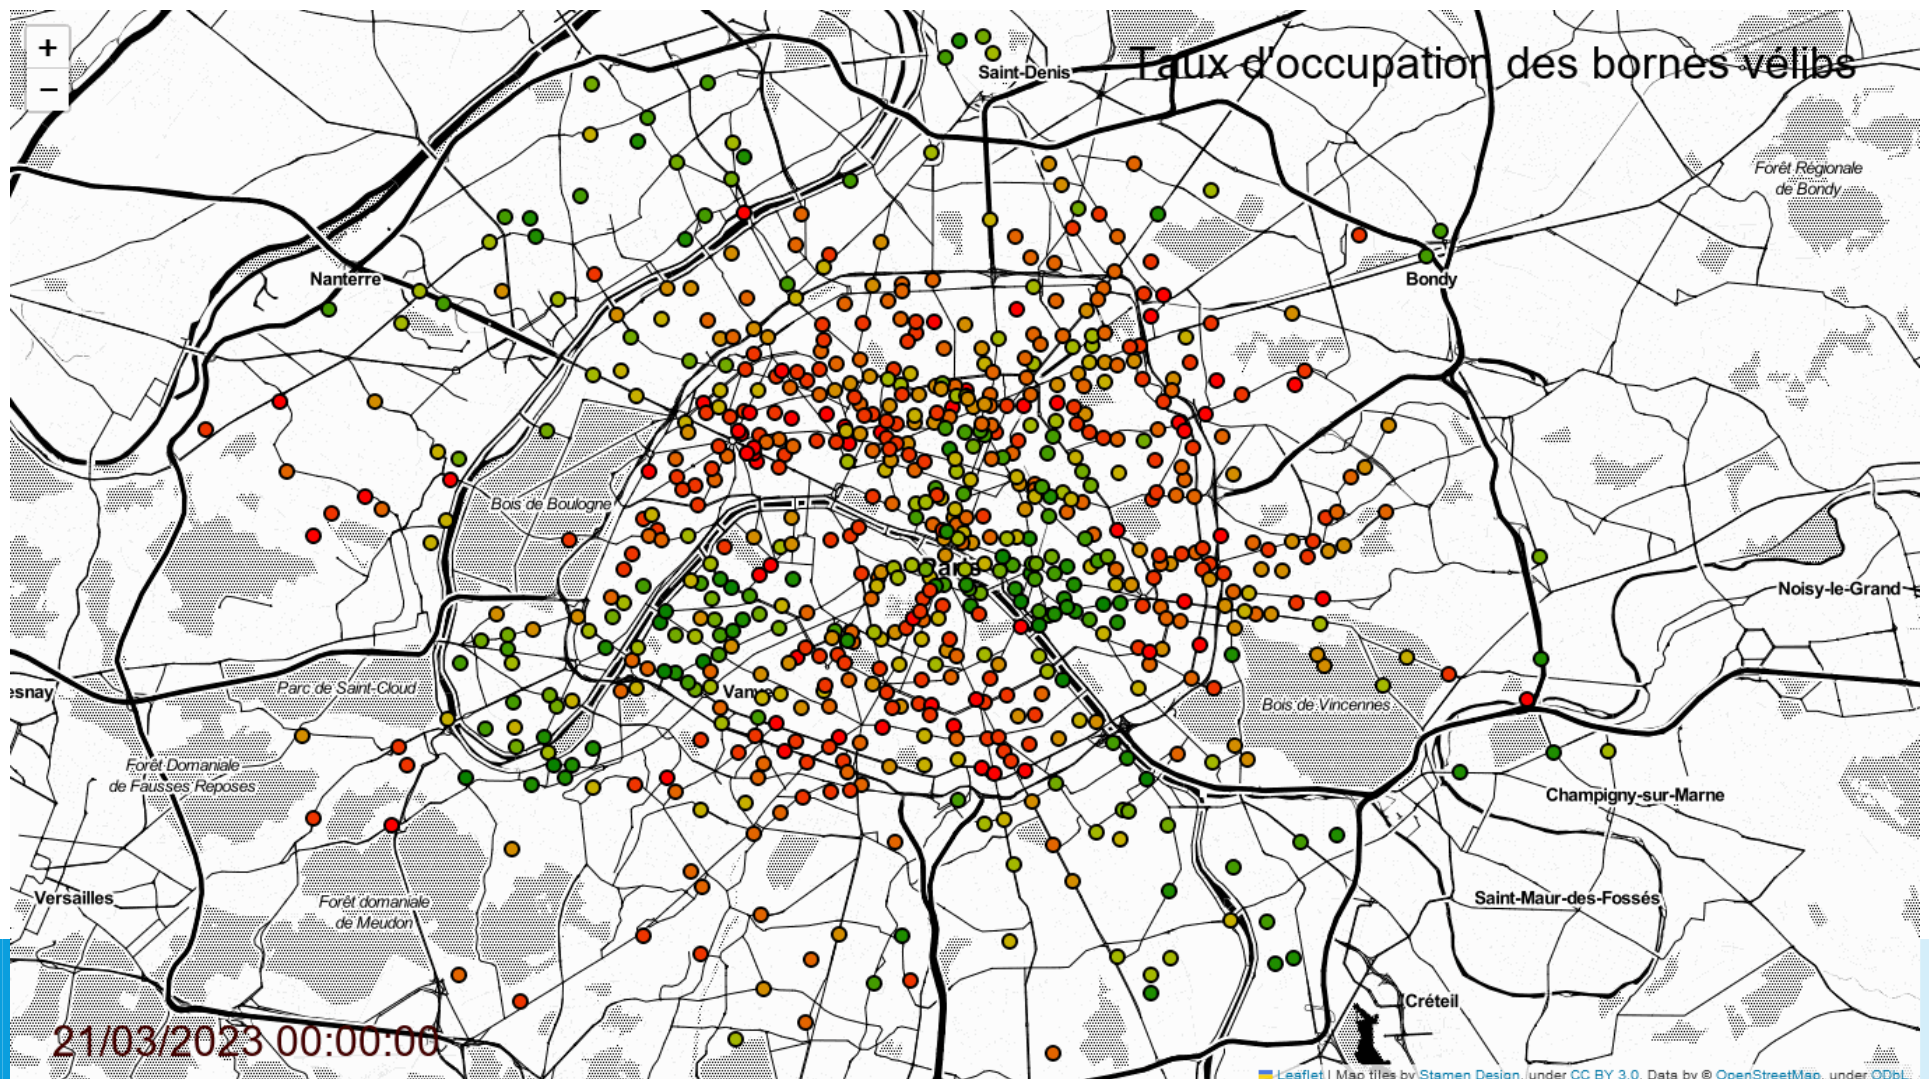 +
−
Saint-Denis
Taux d'occupation des bornes vélibs
Forêt Régionale
de Bondy
Nanterre
Bondy
Bois de Boulogne
Paris
Noisy-le-Grand
esnay
Parc de Saint-Cloud
Vanves
Bois de Vincennes
Forêt Domaniale
de Fausses Reposes
Champigny-sur-Marne
Versailles
Forêt domaniale
de Meudon
Saint-Maur-des-Fossés
Créteil
21/03/2023 00:00:00
Leaflet | Map tiles by Stamen Design, under CC BY 3.0. Data by © OpenStreetMap, under ODbL